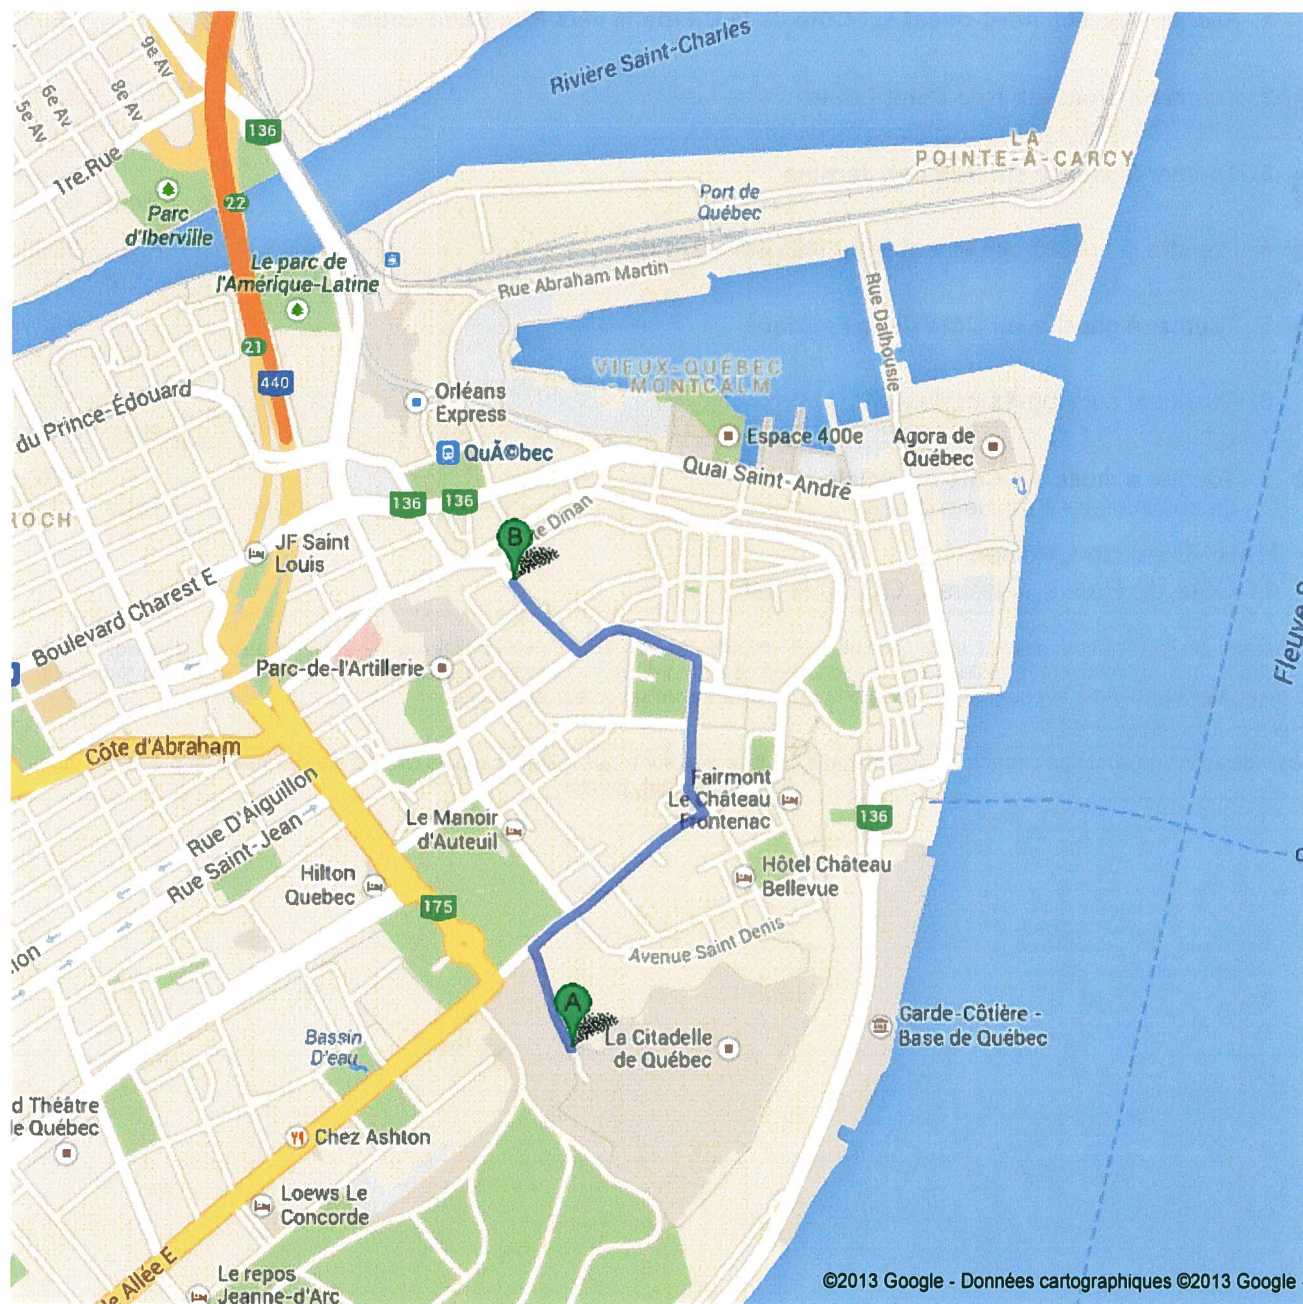 Rivière Saint-Charles
9e Av
8e Av
6e Av
5e Av
136
1re Rue
LA
POINTE-À-CARCY
Port de
Québec
22
Parc
d'Iberville
Le parc de
l'Amérique-Latine
Rue Abraham Martin
Rue Dalhousie
21
440
VIEUX-QUÉBEC
MONTCALM
du Prince-Édouard
Orléans
Express
QuÃ©bec
Espace 400e
Agora de
Québec
Quai Saint-André
136
136
ROCH
te Dinan
B
JF Saint
Louis
Boulevard Charest E
Parc-de-l'Artillerie
Fleuve
Côte d'Abraham
Rue D'Aiguillon
Rue Saint-Jean
Fairmont
Le Château
Frontenac
136
Le Manoir
d'Auteuil
Hilton
Quebec
Hôtel Château
Bellevue
175
Avenue Saint Denis
ion
A
La Citadelle
de Québec
Garde-Côtière -
Base de Québec
Bassin
D'eau
d Théâtre
le Québec
Chez Ashton
Loews Le
Concorde
Allée E
Le repos
Jeanne-d'Arc
©2013 Google - Données cartographiques ©2013 Google -